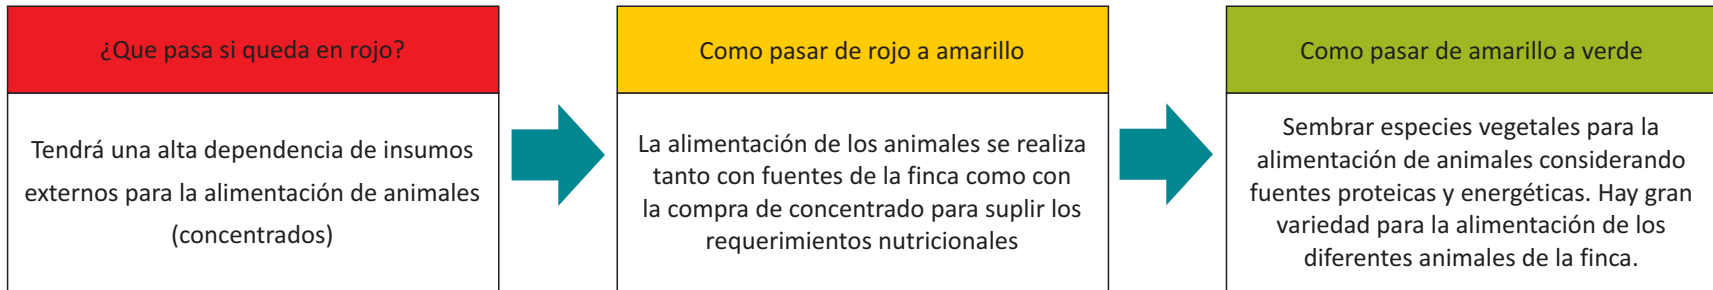 ¿Que pasa si queda en rojo?
Tendrá una alta dependencia de insumos
externos para la alimentación de animales
(concentrados)
Como pasar de rojo a amarillo
La alimentación de los animales se realiza
tanto con fuentes de la finca como con
la compra de concentrado para suplir los
requerimientos nutricionales
Como pasar de amarillo a verde
Sembrar especies vegetales para la
alimentación de animales considerando
fuentes proteicas y energéticas. Hay gran
variedad para la alimentación de los
diferentes animales de la finca.